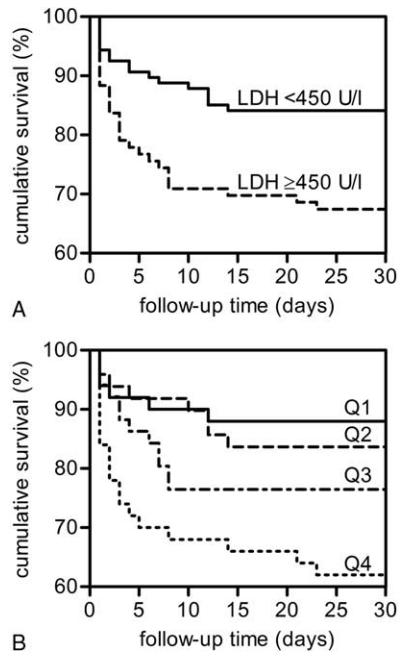 100
90
80
70
60
cumulative survival (%)
LDH <450 U/l
LDH ≥450 U/l
0 5 10 15 20 25 30
follow-up time (days)
A
100
90
80
70
60
cumulative survival (%)
Q1
Q2
Q3
Q4
0 5 10 15 20 25 30
follow-up time (days)
B